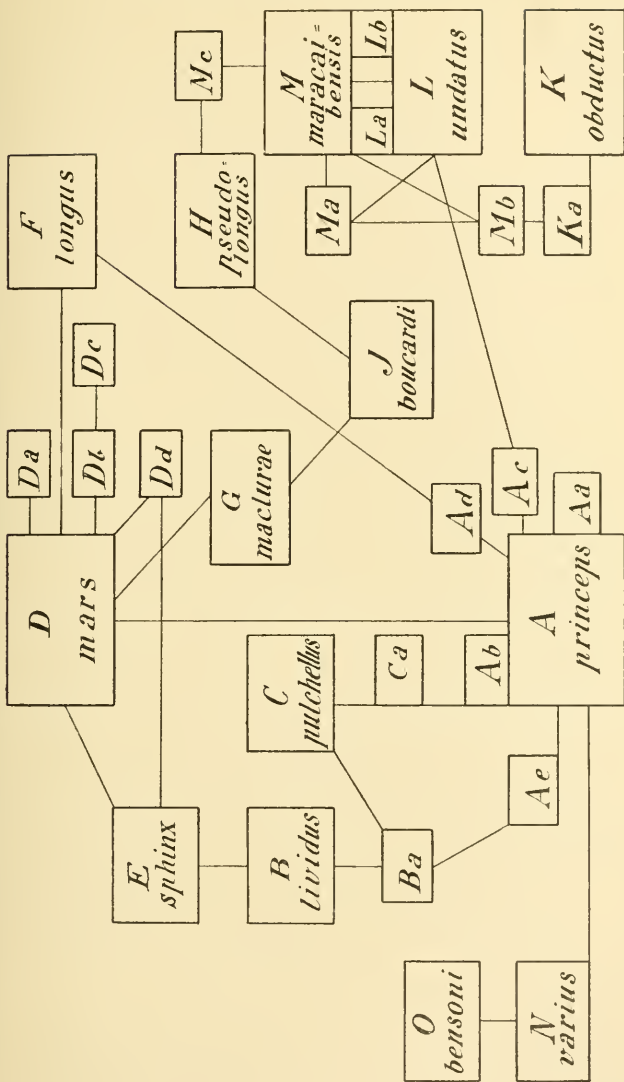 D
mars
F
longus
Da
Db
Dc
Dd
E
sphinx
Mc
H
pseudo=
longus
G
maclurae
B
lividus
C
pulchellus
M
maracai=
bensis
La
Lb
L
undatus
Ma
J
boucardi
Ba
Ca
Ad
O
bensoni
Ae
Ab
Ac
Mb
N
varius
A
princeps
Aa
Ka
K
obductus